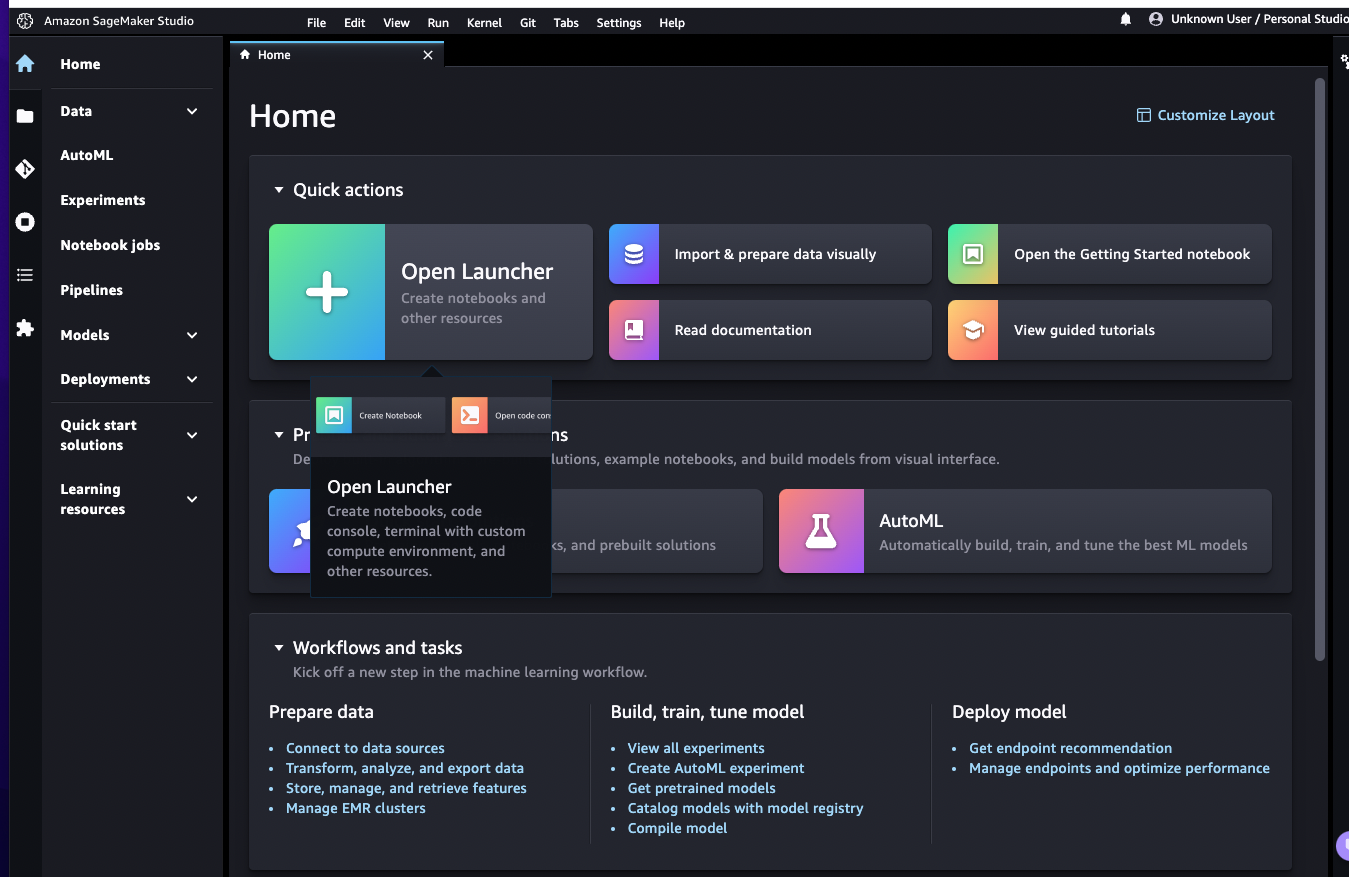 Amazon SageMaker Studio
File Edit View Run Kernel Git Tabs Settings Help
Unknown User / Personal Studio
Home
Data
AutoML
Experiments
Notebook jobs
Pipelines
Models
Deployments
Quick start
solutions
Learning
resources
Home
Home
Customize Layout
Quick actions
Open Launcher
Create notebooks and
other resources
Import & prepare data visually
Open the Getting Started notebook
Read documentation
View guided tutorials
Create Notebook
Open code con
Open Launcher
Create notebooks, code
console, terminal with custom
compute environment, and
other resources.
Pr
ns
De
lutions, example notebooks, and build models from visual interface.
ks, and prebuilt solutions
AutoML
Automatically build, train, and tune the best ML models
Workflows and tasks
Kick off a new step in the machine learning workflow.
Prepare data
• Connect to data sources
• Transform, analyze, and export data
• Store, manage, and retrieve features
• Manage EMR clusters
Build, train, tune model
• View all experiments
• Create AutoML experiment
• Get pretrained models
• Catalog models with model registry
• Compile model
Deploy model
• Get endpoint recommendation
• Manage endpoints and optimize performance